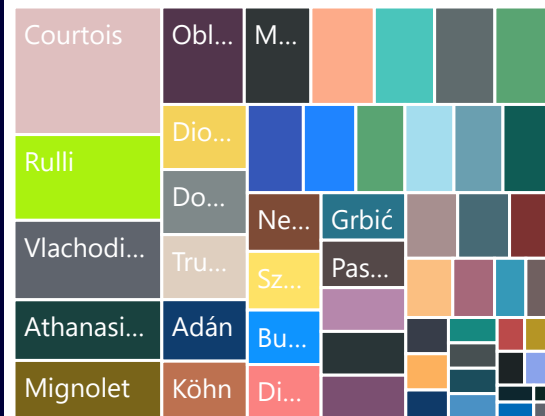 Courtois
Obl...
M...
Rulli
Dio...
Do...
Vlachodi...
Ne...
Grbić
Tru...
Sz...
Pas...
Athanasi...
Adán
Bu...
Mignolet
Köhn
Di...